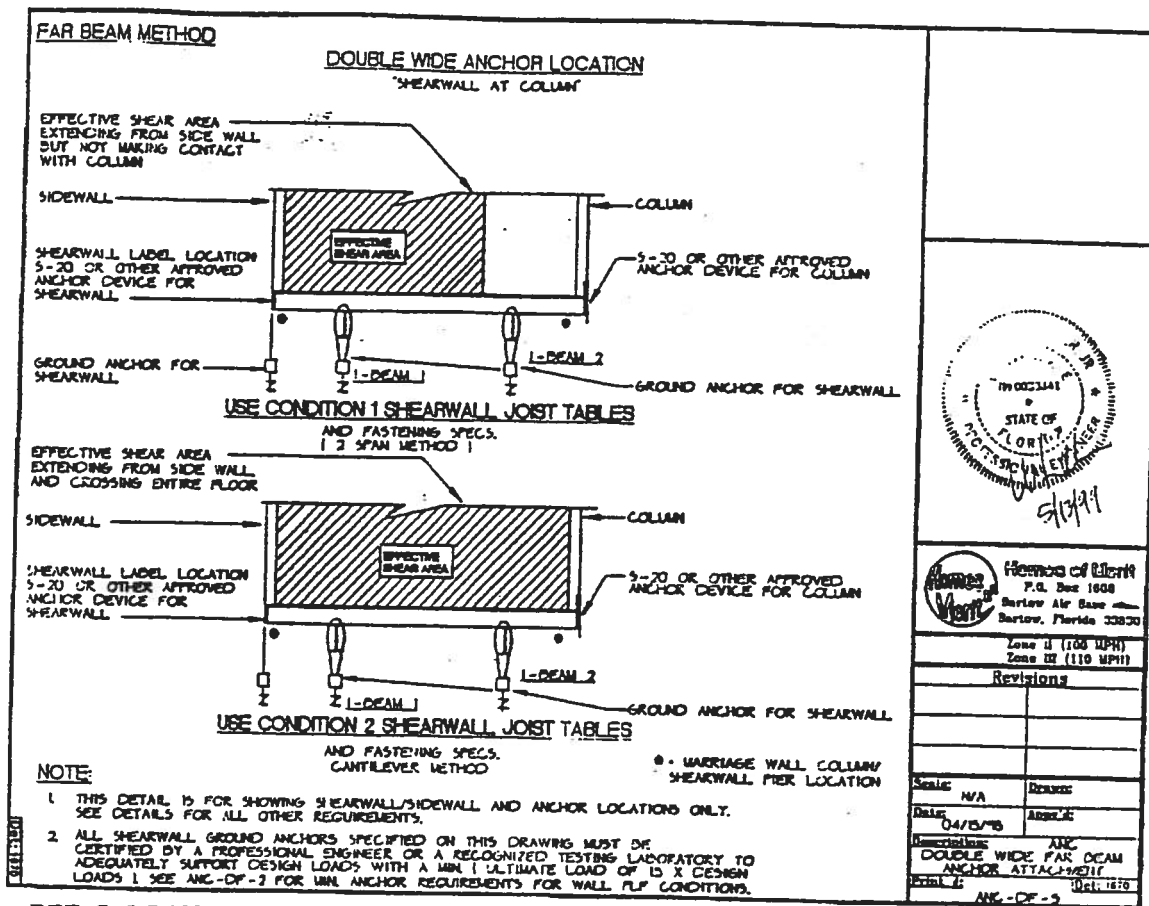 FAR BEAM METHOD
DOUBLE WIDE ANCHOR LOCATION
"SHEARWALL AT COLUMN"
EFFECTIVE SHEAR AREA
EXTENDING FROM SIDE WALL
BUT NOT MAKING CONTACT
WITH COLUMN
SIDEWALL
COLUMN
EFFECTIVE
SHEAR AREA
SHEARWALL LABEL LOCATION
S-20 OR OTHER APPROVED
ANCHOR DEVICE FOR
SHEARWALL
S-20 OR OTHER APPROVED
ANCHOR DEVICE FOR COLUMN
GROUND ANCHOR FOR
SHEARWALL
I-BEAM 1
I-BEAM 2
GROUND ANCHOR FOR SHEARWALL
USE CONDITION 1 SHEARWALL JOIST TABLES
AND FASTENING SPECS.
( 2 SPAN METHOD )
EFFECTIVE SHEAR AREA
EXTENDING FROM SIDE WALL
AND CROSSING ENTIRE FLOOR
SIDEWALL
COLUMN
EFFECTIVE
SHEAR AREA
SHEARWALL LABEL LOCATION
S-20 OR OTHER APPROVED
ANCHOR DEVICE FOR
SHEARWALL
S-20 OR OTHER APPROVED
ANCHOR DEVICE FOR COLUMN
I-BEAM 1
I-BEAM 2
GROUND ANCHOR FOR SHEARWALL
USE CONDITION 2 SHEARWALL JOIST TABLES
AND FASTENING SPECS.
CANTILEVER METHOD
● - MARRIAGE WALL COLUMN/
SHEARWALL PIER LOCATION
NOTE:
1. THIS DETAIL IS FOR SHOWING SHEARWALL/SIDEWALL AND ANCHOR LOCATIONS ONLY.
SEE DETAILS FOR ALL OTHER REQUIREMENTS.
2. ALL SHEARWALL GROUND ANCHORS SPECIFIED ON THIS DRAWING MUST BE
CERTIFIED BY A PROFESSIONAL ENGINEER OR A RECOGNIZED TESTING LABORATORY TO
ADEQUATELY SUPPORT DESIGN LOADS WITH A MIN. ( ULTIMATE LOAD OF 1.5 X DESIGN
LOADS ). SEE ANC-DF-2 FOR MIN. ANCHOR REQUIREMENTS FOR WALL PLF CONDITIONS.
STATE OF
FLORIDA
PROFESSIONAL ENGINEER
Homes of Merit
Homes of Merit
P.O. Box 1608
Bartow Air Base
Bartow, Florida 33830
Zone II (100 MPH)
Zone III (110 MPH)
Revisions
Scale: N/A
Drawn:
Date: 04/15/98
Appr'd:
Description: ANC
DOUBLE WIDE FAR BEAM
ANCHOR ATTACHMENT
Print #:
ANC-DF-5